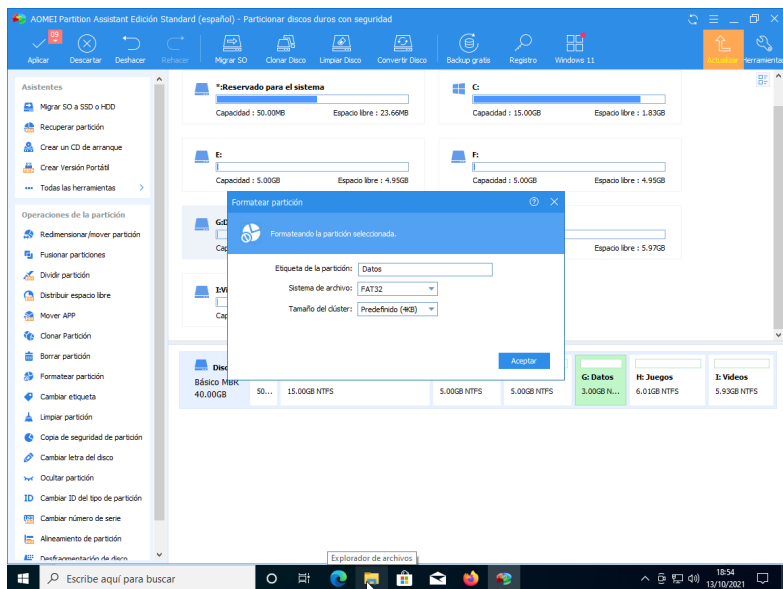 AOMEI Partition Assistant Edición Standard (español) - Particionar discos duros con seguridad
09
Aplicar Descartar Deshacer Rehacer Migrar SO Clonar Disco Limpiar Disco Convertir Disco Backup gratis Registro Windows 11 Actualizar Herramientas
Asistentes
Migrar SO a SSD o HDD
Recuperar partición
Crear un CD de arranque
Crear Versión Portátil
Todas las herramientas
Operaciones de la partición
Redimensionar/mover partición
Fusionar particiones
Dividir partición
Distribuir espacio libre
Mover APP
Clonar Partición
Borrar partición
Formatear partición
Cambiar etiqueta
Limpiar partición
Copia de seguridad de partición
Cambiar letra del disco
Ocultar partición
ID Cambiar ID del tipo de partición
Cambiar número de serie
Alineamiento de partición
Desfragmentación de disco
*:Reservado para el sistema
Capacidad : 50.00MB Espacio libre : 23.66MB
C:
Capacidad : 15.00GB Espacio libre : 1.83GB
E:
Capacidad : 5.00GB Espacio libre : 4.95GB
F:
Capacidad : 5.00GB Espacio libre : 4.95GB
G:D
Cap
Espacio libre : 5.97GB
I:Vi
Cap
Formatear partición
Formateando la partición seleccionada.
Etiqueta de la partición: Datos
Sistema de archivo: FAT32
Tamaño del clúster: Predefinido (4KB)
Aceptar
Disc
Básico MBR
40.00GB
50...
15.00GB NTFS
5.00GB NTFS
5.00GB NTFS
G: Datos
3.00GB N...
H: Juegos
6.01GB NTFS
I: Videos
5.93GB NTFS
Explorador de archivos
Escribe aquí para buscar
18:54
13/10/2021